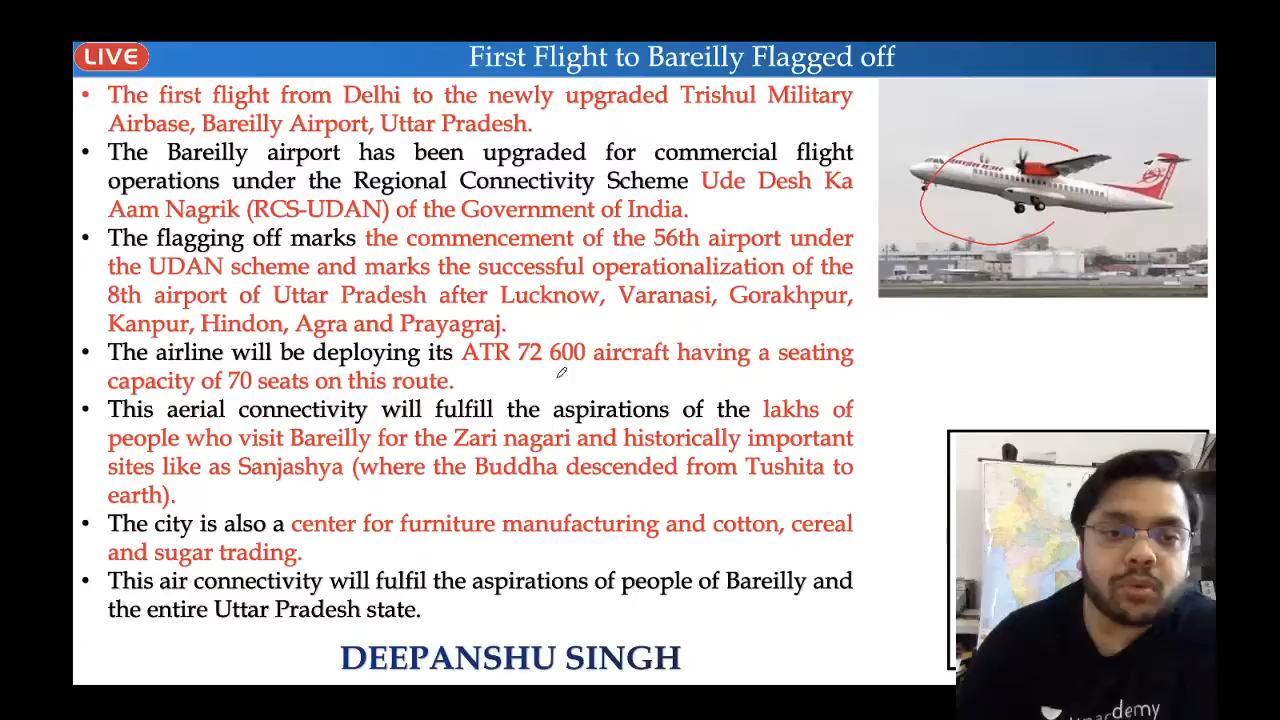 LIVE
First Flight to Bareilly Flagged off
• The first flight from Delhi to the newly upgraded Trishul Military
Airbase, Bareilly Airport, Uttar Pradesh.
• The Bareilly airport has been upgraded for commercial flight
operations under the Regional Connectivity Scheme Ude Desh Ka
Aam Nagrik (RCS-UDAN) of the Government of India.
• The flagging off marks the commencement of the 56th airport under
the UDAN scheme and marks the successful operationalization of the
8th airport of Uttar Pradesh after Lucknow, Varanasi, Gorakhpur,
Kanpur, Hindon, Agra and Prayagraj.
• The airline will be deploying its ATR 72 600 aircraft having a seating
capacity of 70 seats on this route.
• This aerial connectivity will fulfill the aspirations of the lakhs of
people who visit Bareilly for the Zari nagari and historically important
sites like as Sanjashya (where the Buddha descended from Tushita to
earth).
• The city is also a center for furniture manufacturing and cotton, cereal
and sugar trading.
• This air connectivity will fulfil the aspirations of people of Bareilly and
the entire Uttar Pradesh state.
DEEPANSHU SINGH